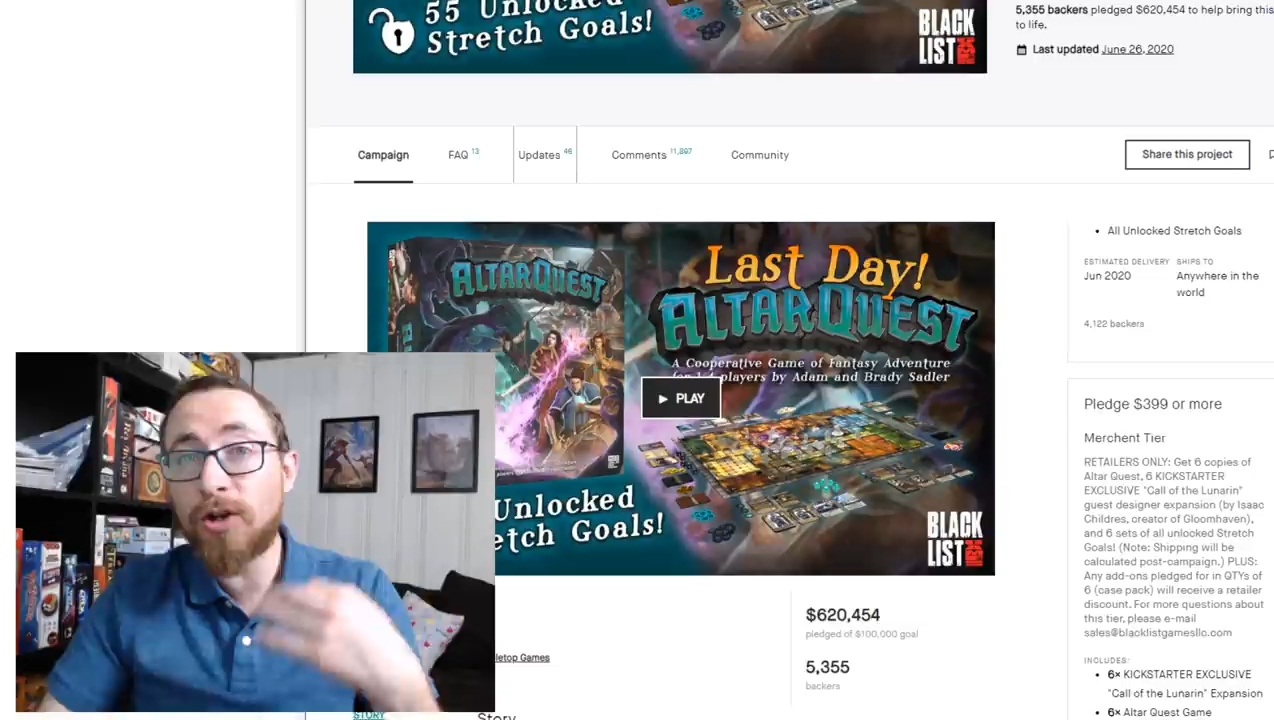 55 Unlocked
Stretch Goals!
BLACK
LIST
5,355 backers pledged $620,454 to help bring this
to life.
Last updated June 26, 2020
Campaign
FAQ 13
Updates 46
Comments 11,897
Community
Share this project
ALTAR QUEST
Last Day!
ALTAR QUEST
A Cooperative Game of Fantasy Adventure
for 1-4 players by Adam and Brady Sadler
PLAY
Unlocked
etch Goals!
BLACK
LIST
All Unlocked Stretch Goals
ESTIMATED DELIVERY
Jun 2020
SHIPS TO
Anywhere in the
world
4,122 backers
Pledge $399 or more
Merchent Tier
RETAILERS ONLY: Get 6 copies of
Altar Quest, 6 KICKSTARTER
EXCLUSIVE "Call of the Lunarin"
guest designer expansion (by Isaac
Childres, creator of Gloomhaven),
and 6 sets of all unlocked Stretch
Goals! (Note: Shipping will be
calculated post-campaign.) PLUS:
Any add-ons pledged for in QTYs of
6 (case pack) will receive a retailer
discount. For more questions about
this tier, please e-mail
sales@blacklistgamesllc.com
INCLUDES:
6× KICKSTARTER EXCLUSIVE
"Call of the Lunarin" Expansion
6× Altar Quest Game
$620,454
pledged of $100,000 goal
5,355
backers
letop Games
STORY
Story